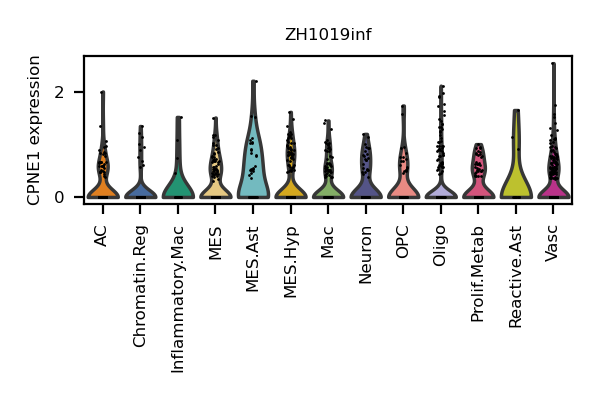 ZH1019inf
CPNE1 expression
2
0
AC
Chromatin.Reg
Inflammatory.Mac
MES
MES.Ast
MES.Hyp
Mac
Neuron
OPC
Oligo
Prolif.Metab
Reactive.Ast
Vasc